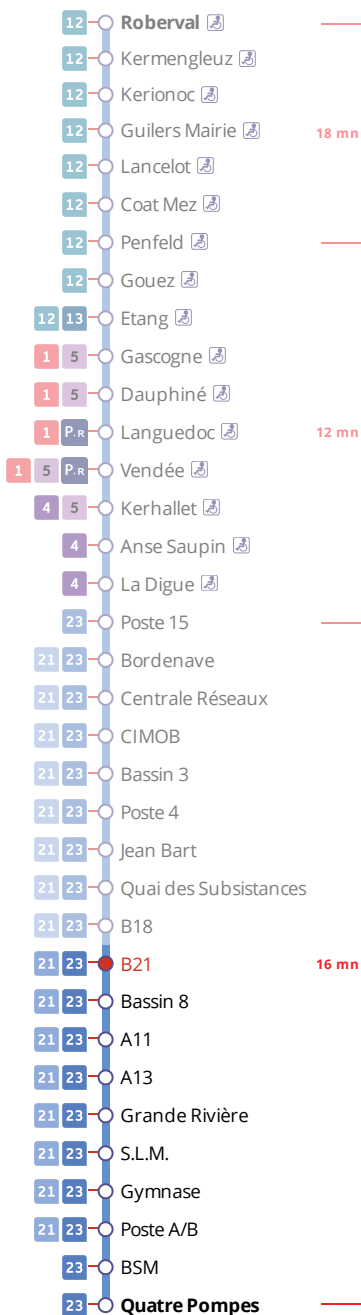 12 Roberval
12 Kermengleuz
12 Kerionoc
12 Guilers Mairie 18 mn
12 Lancelot
12 Coat Mez
12 Penfeld
12 Gouez
12 13 Etang
1 5 Gascogne
1 5 Dauphiné
1 P.R Languedoc 12 mn
1 5 P.R Vendée
4 5 Kerhallet
4 Anse Saupin
4 La Digue
23 Poste 15
21 23 Bordenave
21 23 Centrale Réseaux
21 23 CIMOB
21 23 Bassin 3
21 23 Poste 4
21 23 Jean Bart
21 23 Quai des Subsistances
21 23 B18
21 23 B21 16 mn
21 23 Bassin 8
21 23 A11
21 23 A13
21 23 Grande Rivière
21 23 S.L.M.
21 23 Gymnase
21 23 Poste A/B
23 BSM
23 Quatre Pompes